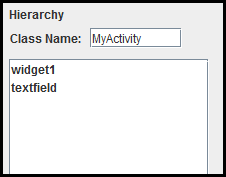 Hierarchy
Class Name: MyActivity
widget1
textfield